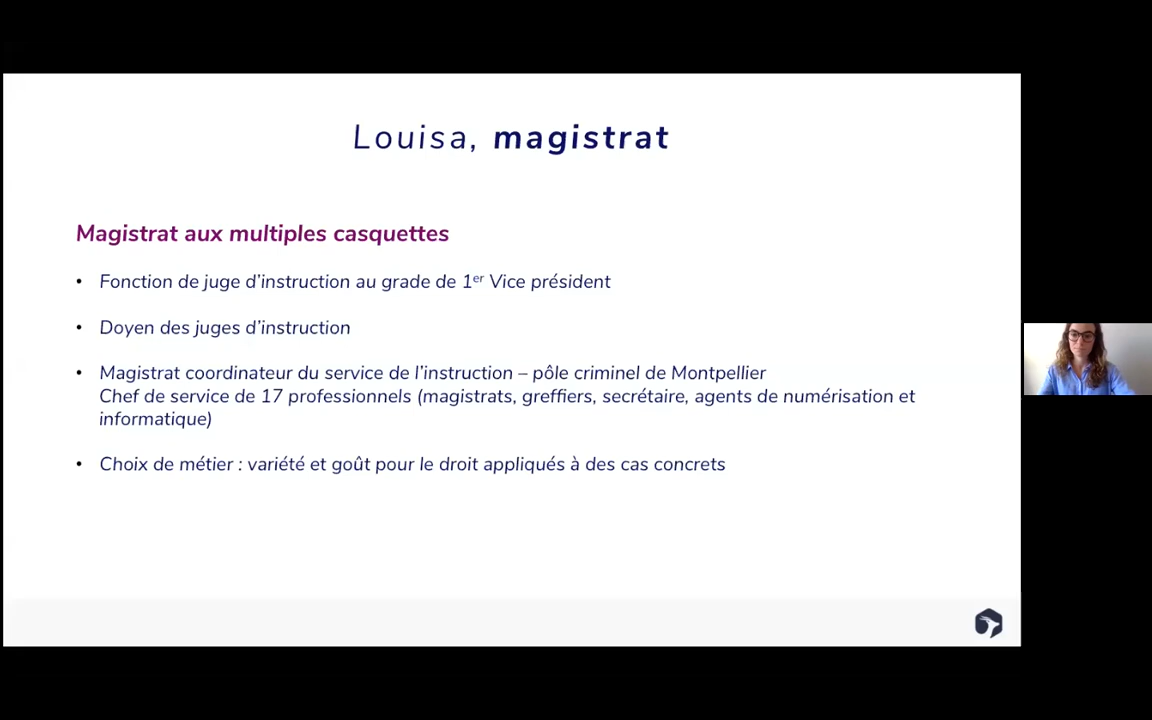 Louisa, magistrat
Magistrat aux multiples casquettes
• Fonction de juge d’instruction au grade de 1er Vice président
• Doyen des juges d’instruction
• Magistrat coordinateur du service de l’instruction – pôle criminel de Montpellier
Chef de service de 17 professionnels (magistrats, greffiers, secrétaire, agents de numérisation et
informatique)
• Choix de métier : variété et goût pour le droit appliqués à des cas concrets